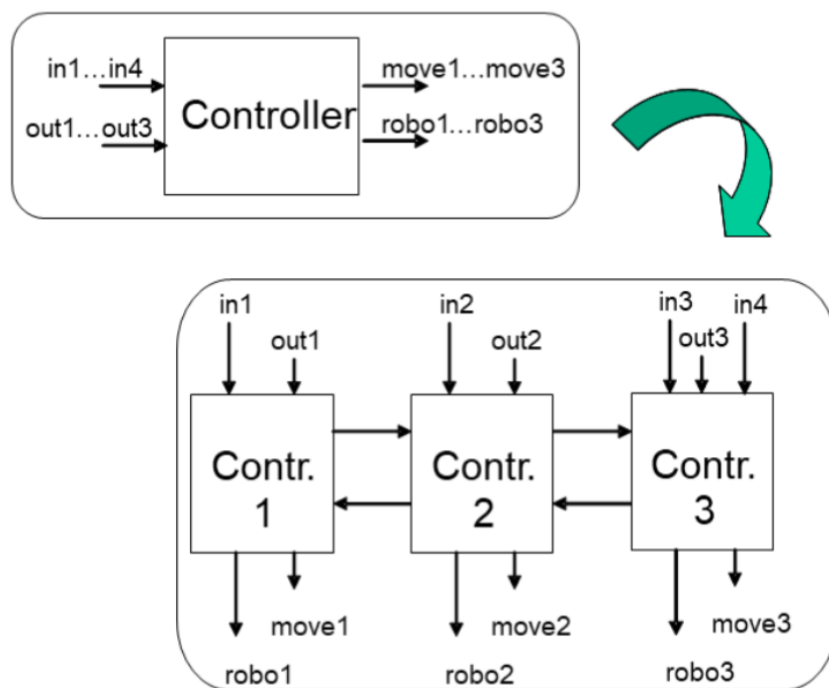 in1...in4
move1...move3
Controller
out1...out3
robo1...robo3
in1
in2
in3
in4
out1
out2
out3
Contr.
1
Contr.
2
Contr.
3
move1
move2
move3
robo1
robo2
robo3